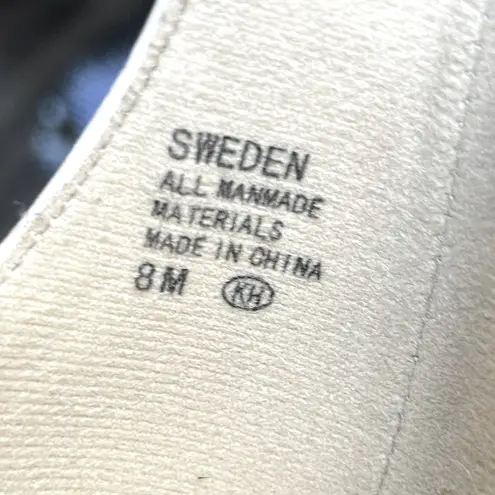 SWEDEN
ALL MANMADE
MATERIALS
MADE IN CHINA
8M KH